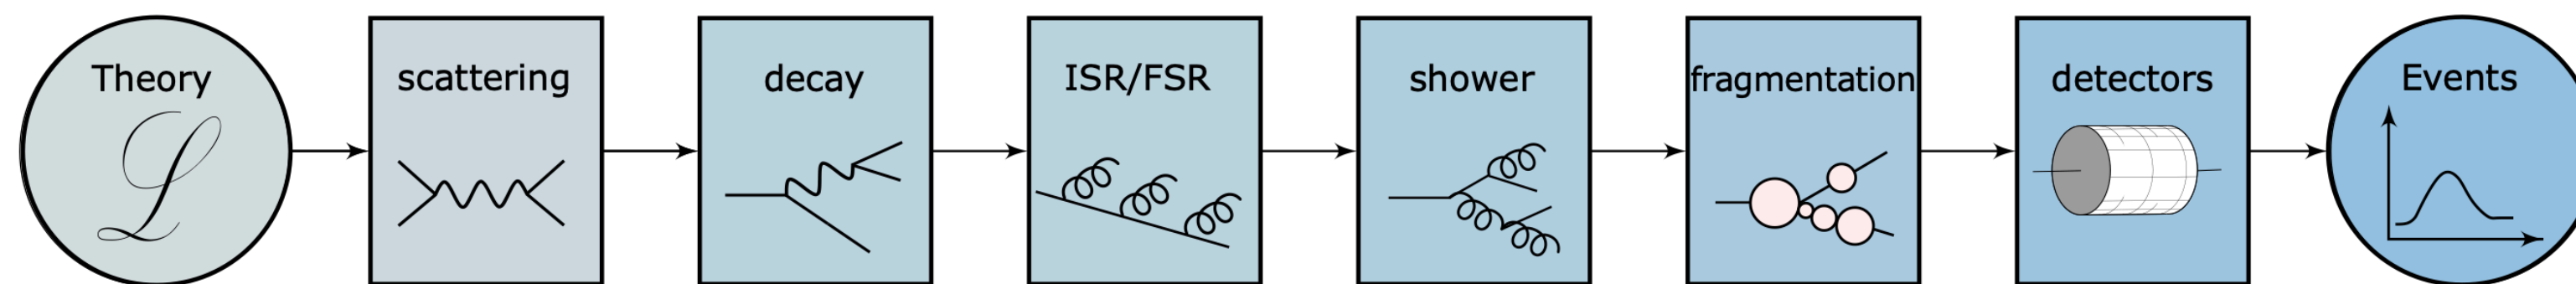 Theory
ℒ
scattering
decay
ISR/FSR
shower
fragmentation
detectors
Events